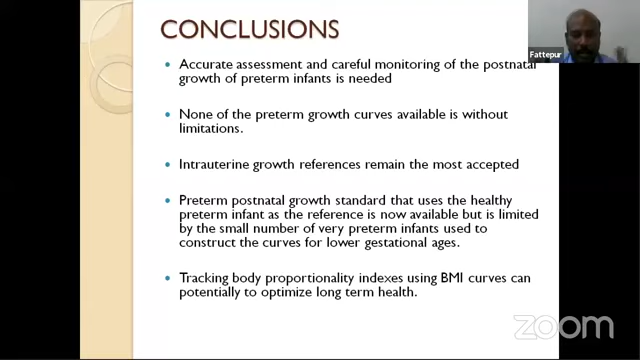 CONCLUSIONS
Fattepur
Accurate assessment and careful monitoring of the postnatal
growth of preterm infants is needed
None of the preterm growth curves available is without
limitations.
Intrauterine growth references remain the most accepted
Preterm postnatal growth standard that uses the healthy
preterm infant as the reference is now available but is limited
by the small number of very preterm infants used to
construct the curves for lower gestational ages.
Tracking body proportionality indexes using BMI curves can
potentially to optimize long term health.
zoom